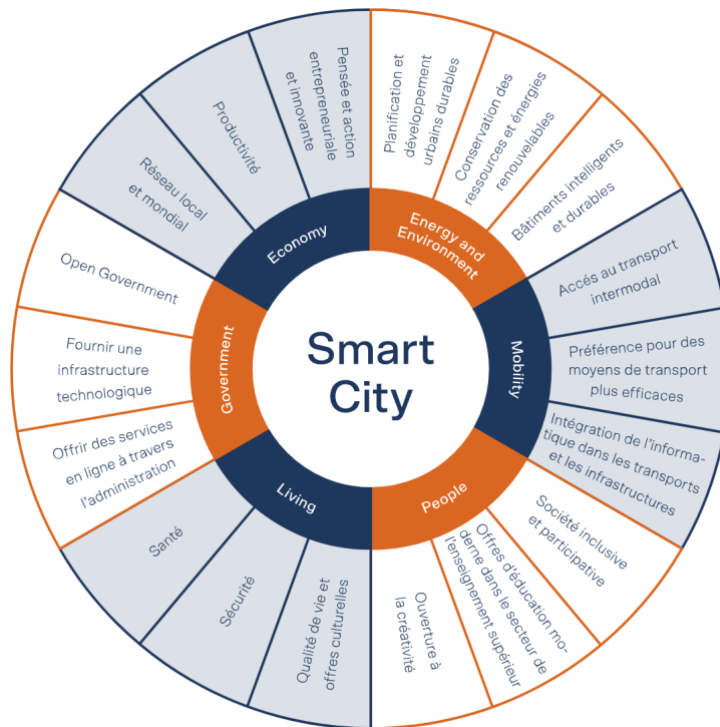 Smart
City
Energy and
Environment
Planification et
développement
urbains durables
Conservation des
ressources et énergies
renouvelables
Bâtiments intelligents
et durables
Mobility
Accés au transport
intermodal
Préférence pour des
moyens de transport
plus efficaces
Intégration de l'informa-
tique dans les transports
et les infrastructures
People
Société inclusive
et participative
Offres d'éducation mo-
derne dans le secteur de
l'enseignement supérieur
Ouverture à
la créativité
Living
Qualité de vie et
offres culturelles
Sécurité
Santé
Government
Offrir des services
en ligne à travers
l'administration
Fournir une
infrastructure
technologique
Open Government
Economy
Réseau local
et mondial
Productivité
Pensée et action
entrepreneuriale
et innovante